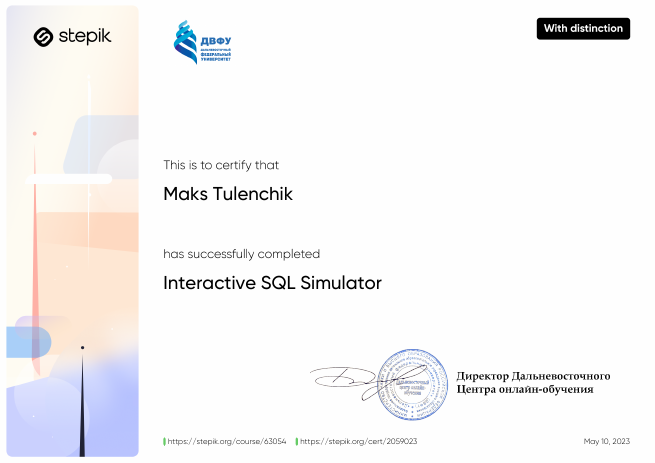 stepik
ДВФУ
ДАЛЬНЕВОСТОЧНЫЙ
ФЕДЕРАЛЬНЫЙ
УНИВЕРСИТЕТ
With distinction
This is to certify that
Maks Tulenchik
has successfully completed
Interactive SQL Simulator
Директор Дальневосточного
Центра онлайн-обучения
https://stepik.org/course/63054
https://stepik.org/cert/2059023
May 10, 2023